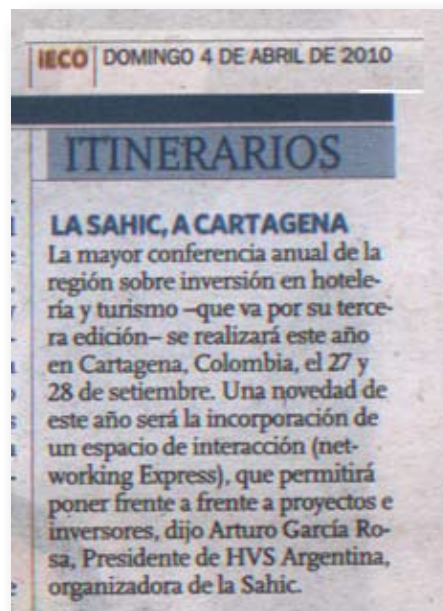 iECO DOMINGO 4 DE ABRIL DE 2010
ITINERARIOS
LA SAHIC, A CARTAGENA
La mayor conferencia anual de la
región sobre inversión en hotele-
ría y turismo –que va por su terce-
ra edición– se realizará este año
en Cartagena, Colombia, el 27 y
28 de setiembre. Una novedad de
este año será la incorporación de
un espacio de interacción (net-
working Express), que permitirá
poner frente a frente a proyectos e
inversores, dijo Arturo García Ro-
sa, Presidente de HVS Argentina,
organizadora de la Sahic.